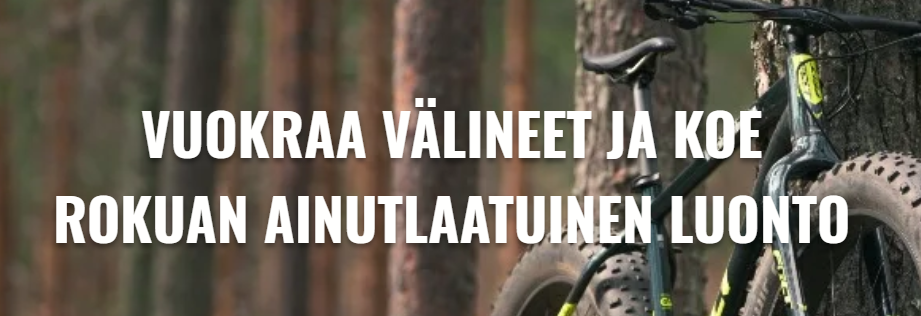 VUOKRAA VÄLINEET JA KOE
ROKUAN AINUTLAATUINEN LUONTO